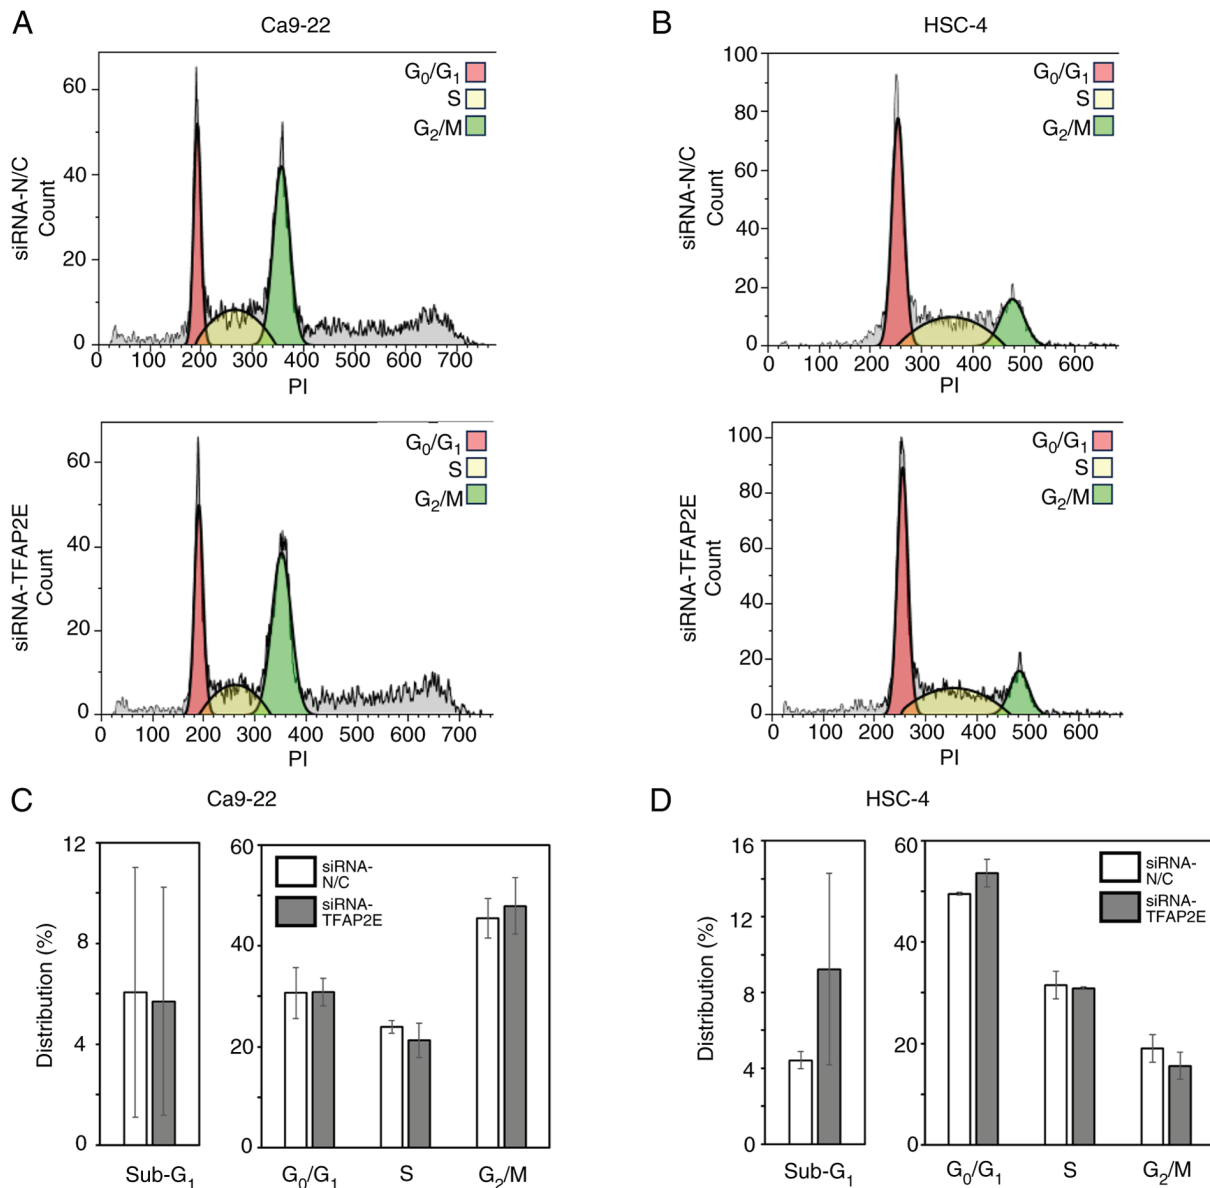 A
Ca9-22
siRNA-N/C
Count
60
40
20
0
G0/G1
S
G2/M
0 100 200 300 400 500 600 700
PI
B
HSC-4
siRNA-N/C
Count
100
80
60
40
20
0
G0/G1
S
G2/M
0 100 200 300 400 500 600
PI
siRNA-TFAP2E
Count
60
40
20
0
G0/G1
S
G2/M
0 100 200 300 400 500 600 700
PI
siRNA-TFAP2E
Count
100
80
60
40
20
0
G0/G1
S
G2/M
0 100 200 300 400 500 600
PI
C
Ca9-22
Distribution (%)
12
8
4
0
Sub-G1
60
40
20
0
siRNA-
N/C
siRNA-
TFAP2E
G0/G1 S G2/M
D
HSC-4
Distribution (%)
16
12
8
4
0
Sub-G1
60
40
20
0
siRNA-
N/C
siRNA-
TFAP2E
G0/G1 S G2/M